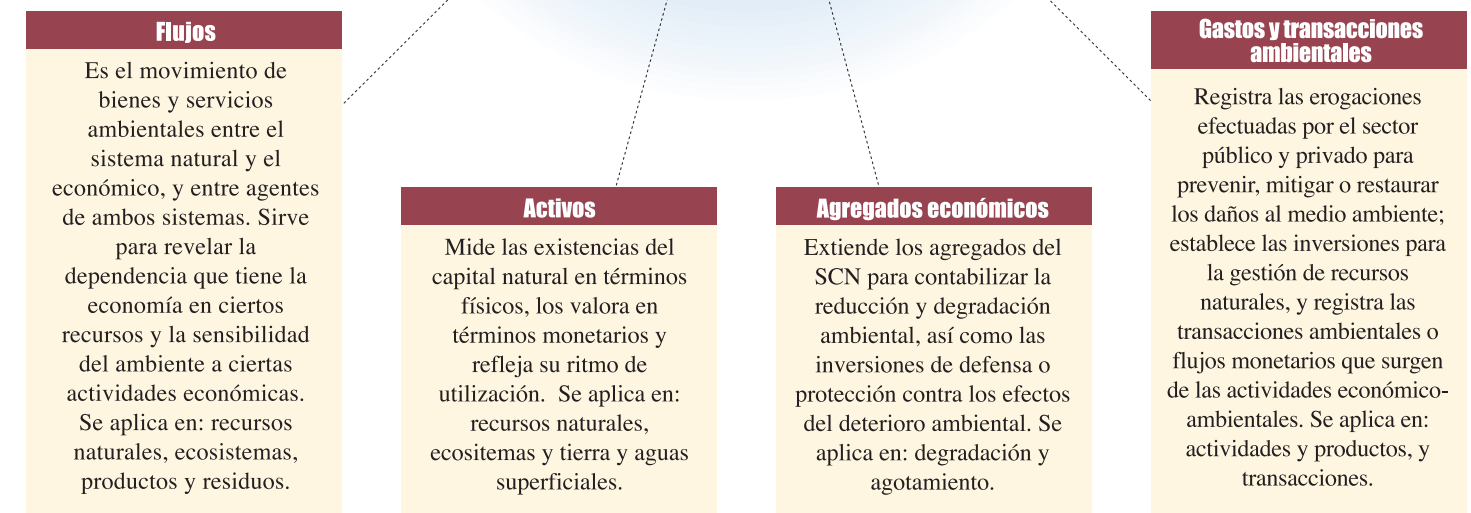 Flujos
Es el movimiento de
bienes y servicios
ambientales entre el
sistema natural y el
económico, y entre agentes
de ambos sistemas. Sirve
para revelar la
dependencia que tiene la
economía en ciertos
recursos y la sensibilidad
del ambiente a ciertas
actividades económicas.
Se aplica en: recursos
naturales, ecosistemas,
productos y residuos.
Activos
Mide las existencias del
capital natural en términos
físicos, los valora en
términos monetarios y
refleja su ritmo de
utilización. Se aplica en:
recursos naturales,
ecositemas y tierra y aguas
superficiales.
Agregados económicos
Extiende los agregados del
SCN para contabilizar la
reducción y degradación
ambiental, así como las
inversiones de defensa o
protección contra los efectos
del deterioro ambiental. Se
aplica en: degradación y
agotamiento.
Gastos y transacciones
ambientales
Registra las erogaciones
efectuadas por el sector
público y privado para
prevenir, mitigar o restaurar
los daños al medio ambiente;
establece las inversiones para
la gestión de recursos
naturales, y registra las
transacciones ambientales o
flujos monetarios que surgen
de las actividades económico-
ambientales. Se aplica en:
actividades y productos, y
transacciones.